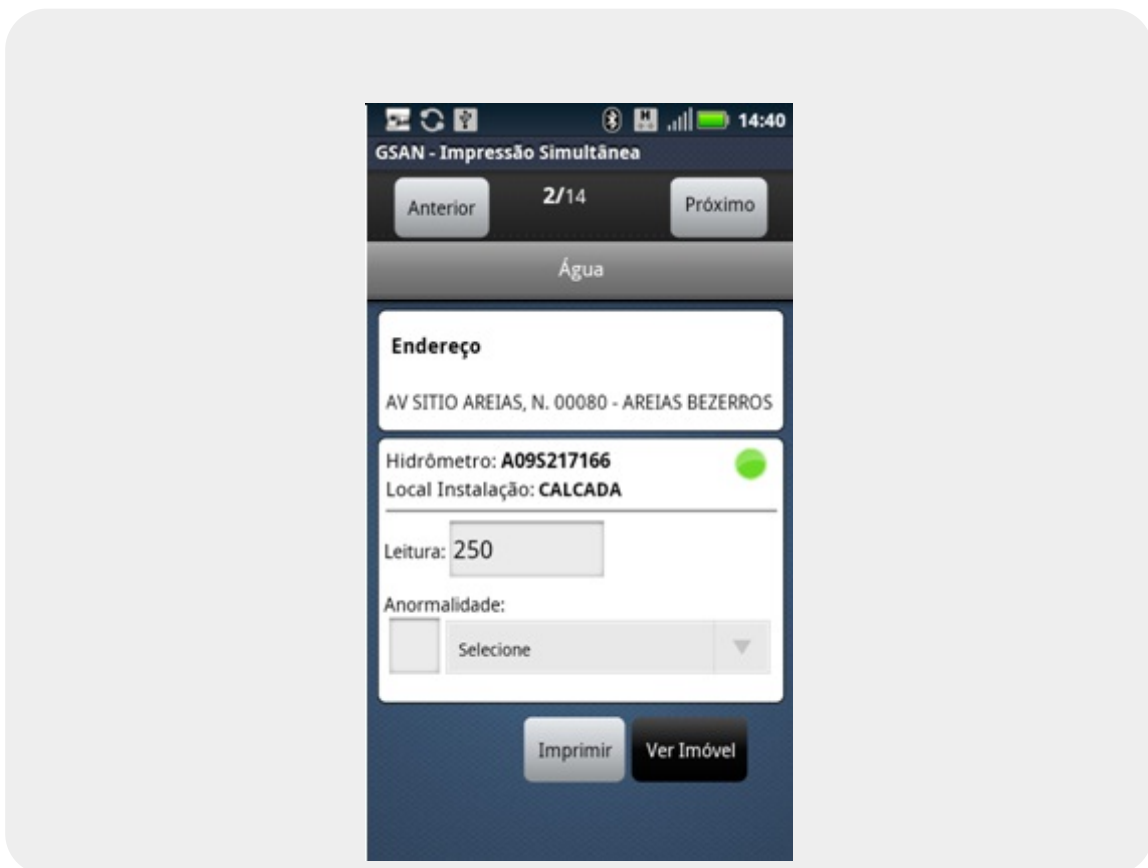 14:40
GSAN - Impressão Simultânea
Anterior
2/14
Próximo
Água
Endereço
AV SITIO AREIAS, N. 00080 - AREIAS BEZERROS
Hidrômetro: A09S217166
Local Instalação: CALCADA
Leitura: 250
Anormalidade:
Selecione
Imprimir
Ver Imóvel